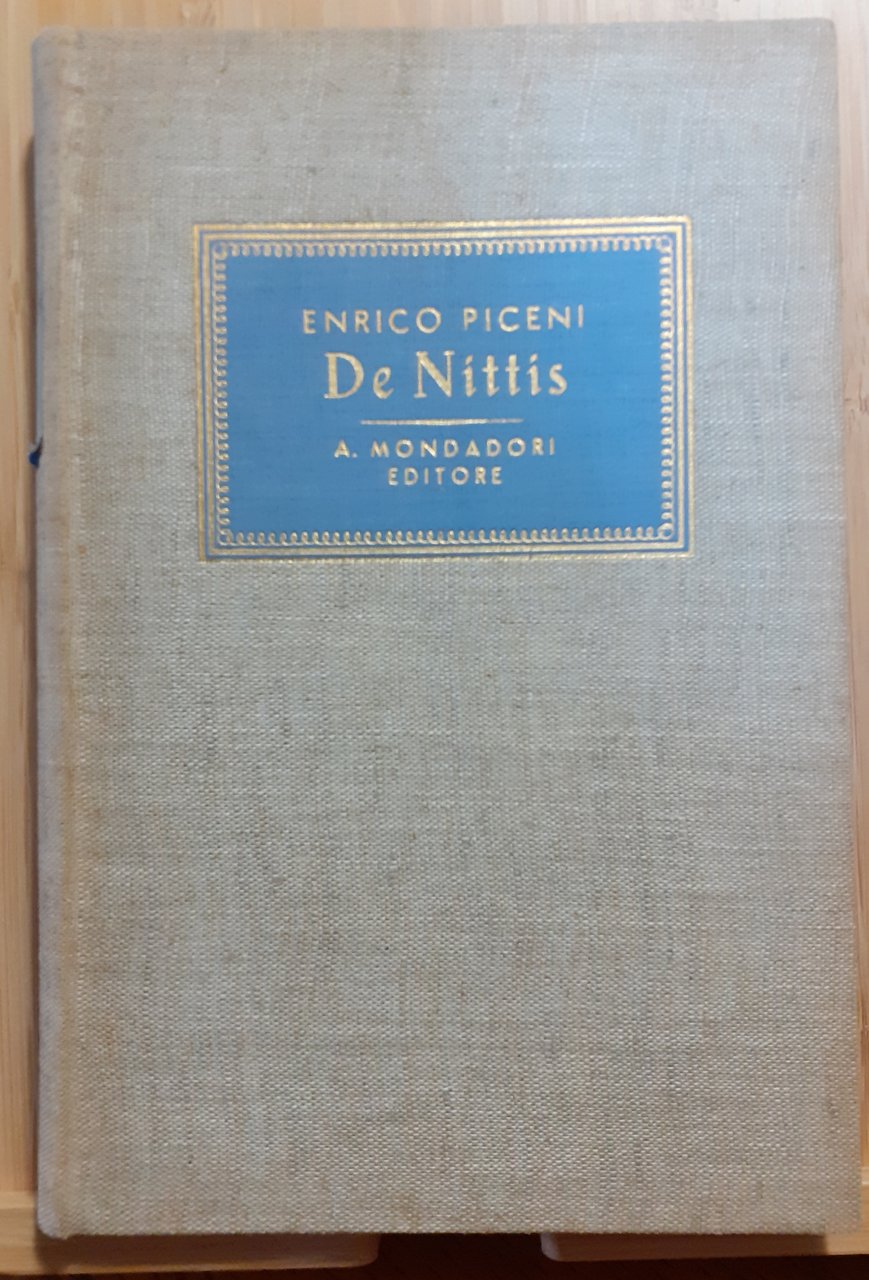 ENRICO PICENI
De Nittis
A. MONDADORI
EDITORE